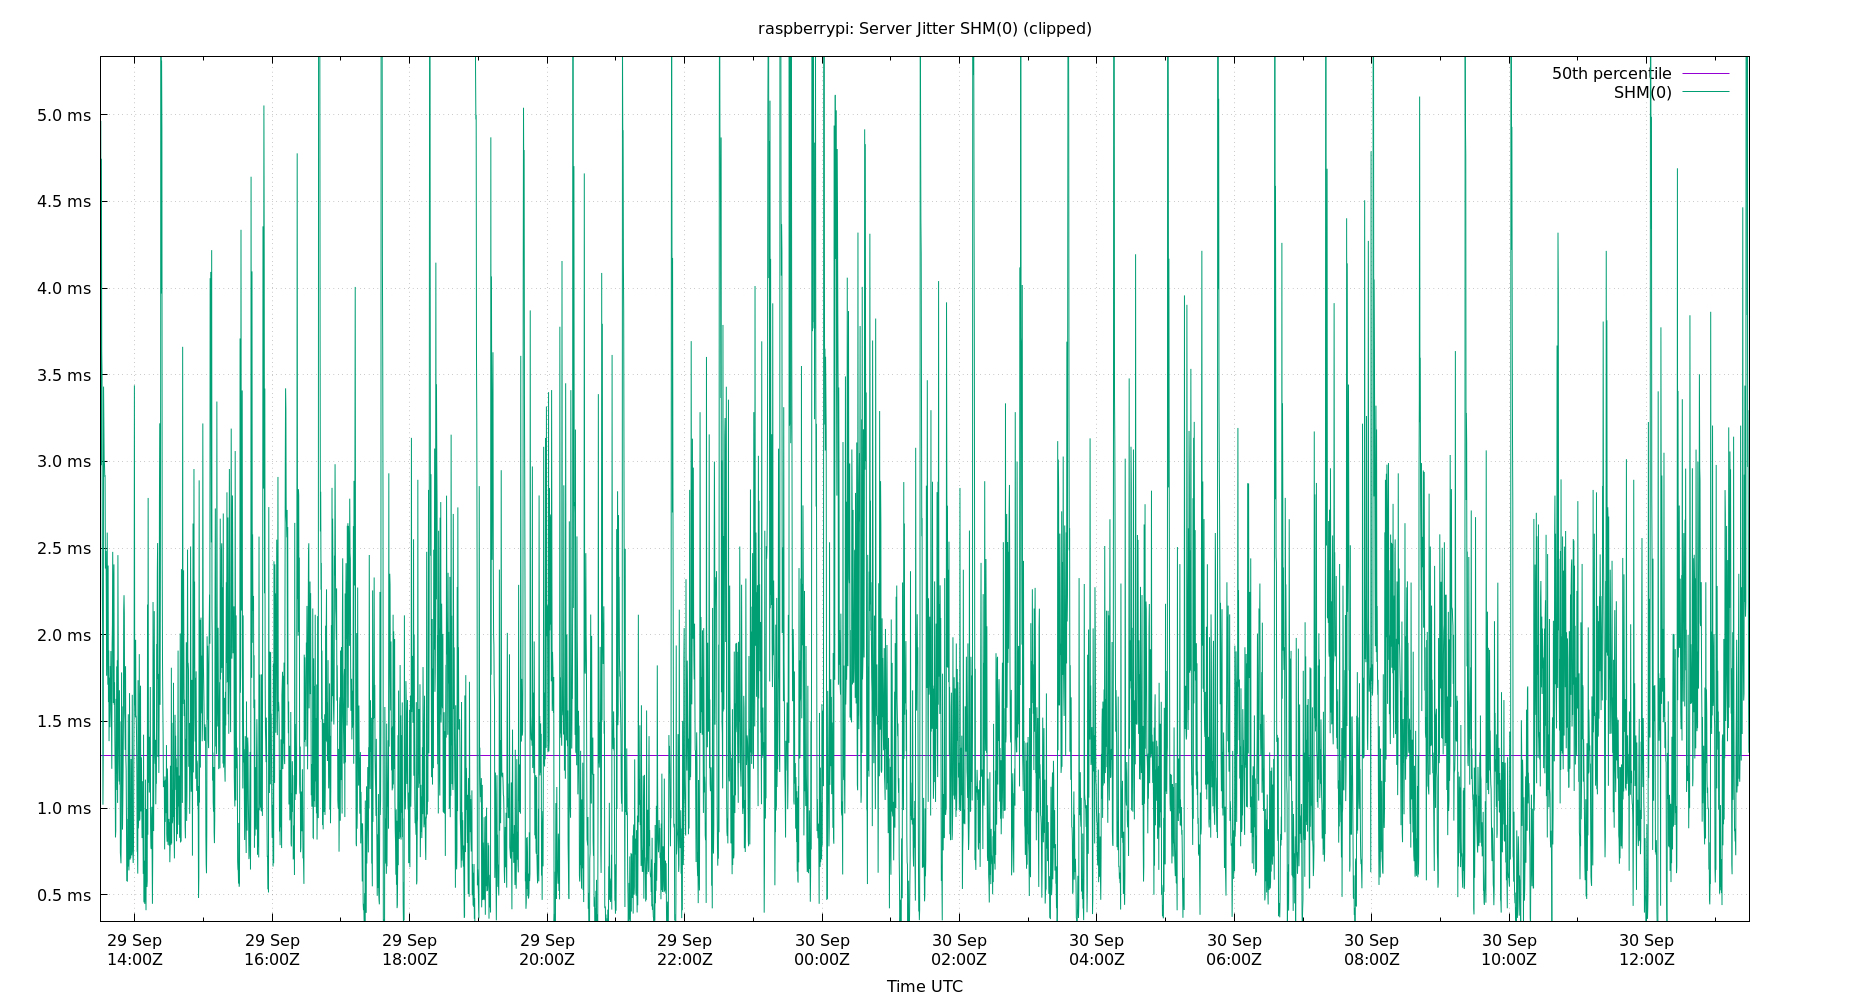 raspberrypi: Server Jitter SHM(0) (clipped)
50th percentile
SHM(0)
5.0 ms
4.5 ms
4.0 ms
3.5 ms
3.0 ms
2.5 ms
2.0 ms
1.5 ms
1.0 ms
0.5 ms
29 Sep 29 Sep 29 Sep 29 Sep 29 Sep 30 Sep 30 Sep 30 Sep 30 Sep 30 Sep 30 Sep 30 Sep
14:00Z 16:00Z 18:00Z 20:00Z 22:00Z 00:00Z 02:00Z 04:00Z 06:00Z 08:00Z 10:00Z 12:00Z
Time UTC